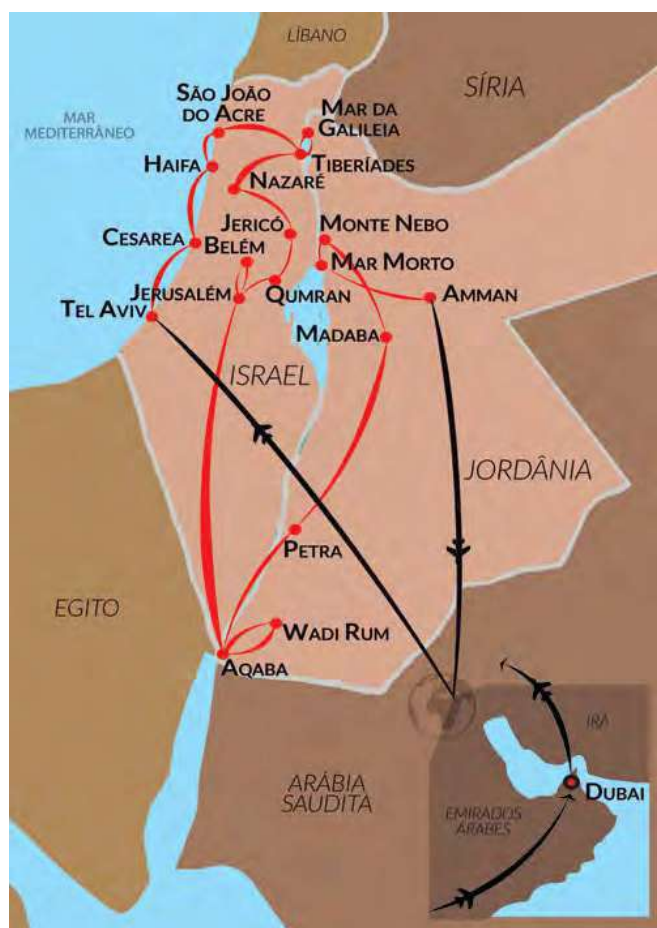 LÍBANO
SÍRIA
MAR
MEDITERRÂNEO
SÃO JOÃO
DO ACRE
MAR DA
GALILEIA
HAIFA
TIBERÍADES
NAZARÉ
CESAREA
JERICÓ
BELÉM
MONTE NEBO
MAR MORTO
JERUSALÉM
QUMRAN
AMMAN
TEL AVIV
MADABA
ISRAEL
JORDÂNIA
PETRA
EGITO
WADI RUM
AQABA
IRÃ
ARÁBIA
SAUDITA
DUBAI
EMIRADOS
ÁRABES